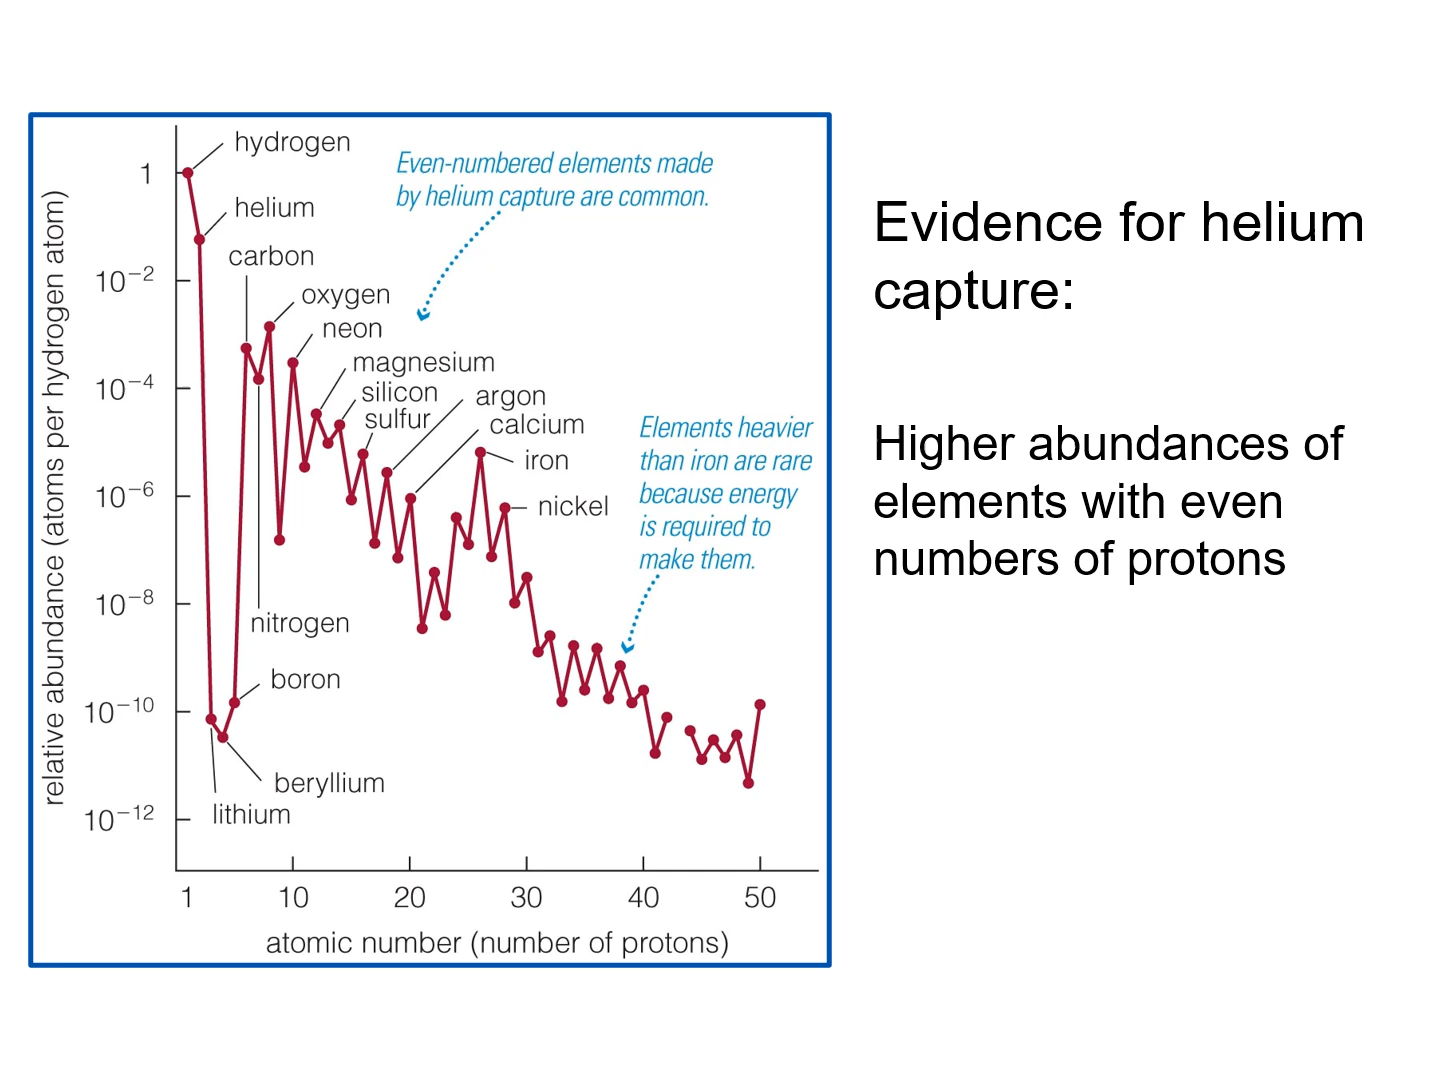 hydrogen
1
Even-numbered elements made
by helium capture are common.
helium
carbon
10−2
oxygen
neon
magnesium
10−4
silicon
argon
sulfur
calcium
Elements heavier
than iron are rare
because energy
is required to
make them.
iron
10−6
nickel
10−8
nitrogen
boron
10−10
beryllium
lithium
10−12
relative abundance (atoms per hydrogen atom)
1 10 20 30 40 50
atomic number (number of protons)
Evidence for helium
capture:
Higher abundances of
elements with even
numbers of protons